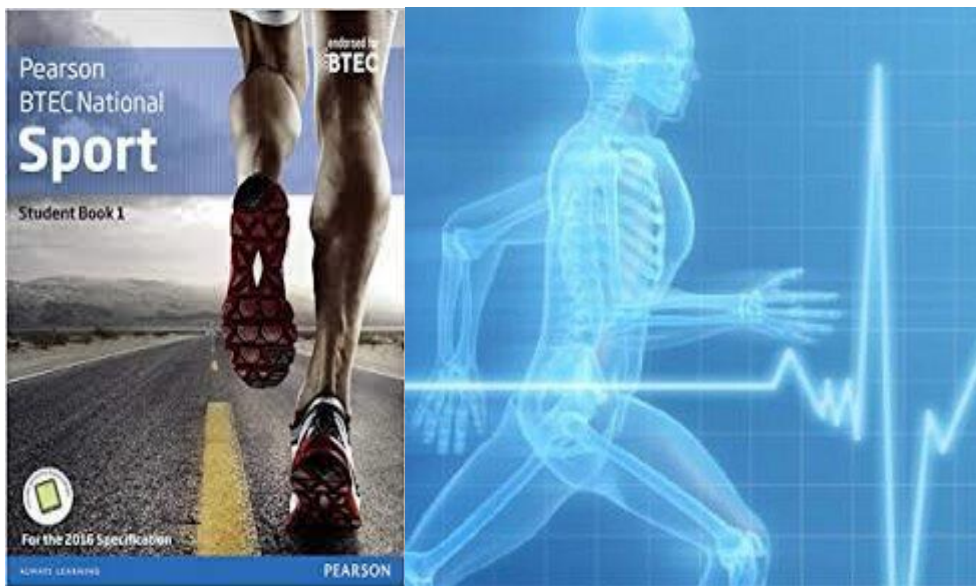 endorsed for
BTEC
Pearson
BTEC National
Sport
Student Book 1
For the 2016 Specification
ALWAYS LEARNING
PEARSON